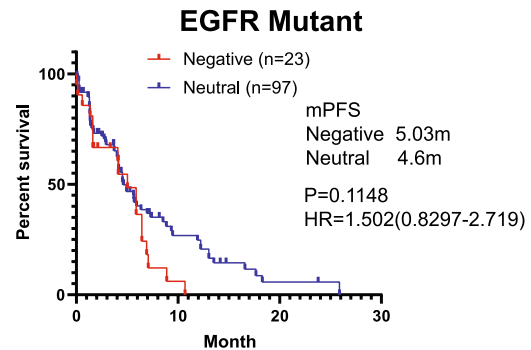 EGFR Mutant
Negative (n=23)
Neutral (n=97)
mPFS
Negative 5.03m
Neutral 4.6m
P=0.1148
HR=1.502(0.8297-2.719)
Percent survival
100
50
0
0 10 20 30
Month